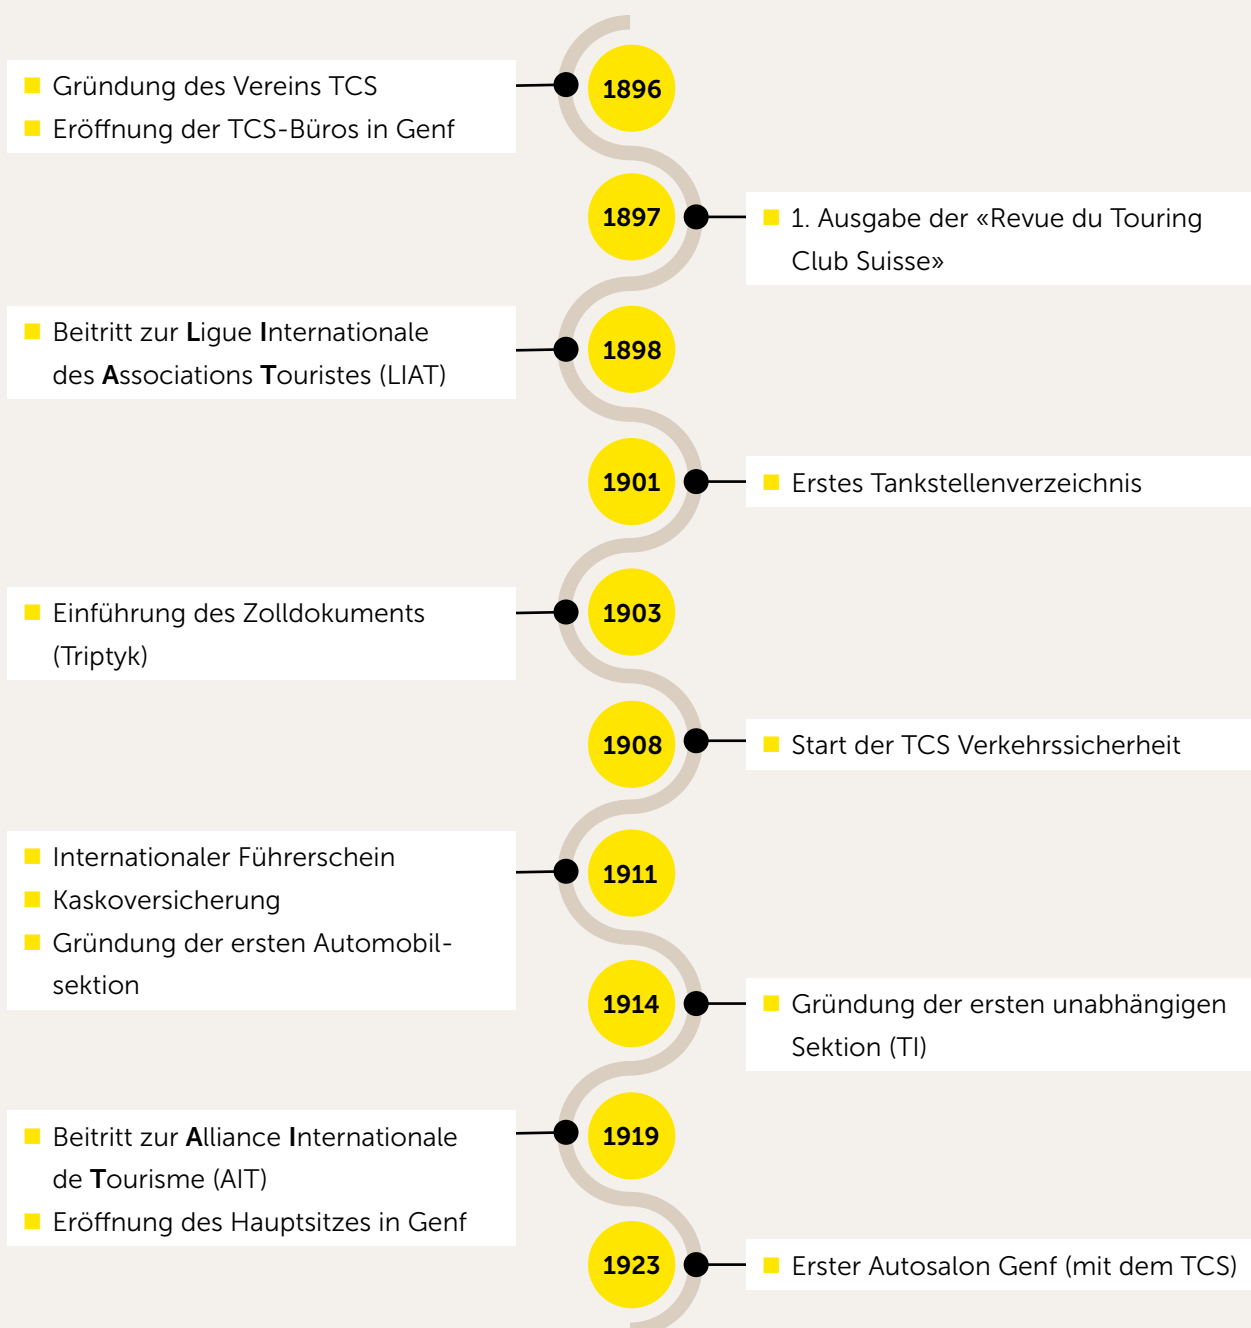 1896
Gründung des Vereins TCS
Eröffnung der TCS-Büros in Genf
1897
1. Ausgabe der «Revue du Touring
Club Suisse»
1898
Beitritt zur Ligue Internationale
des Associations Touristes (LIAT)
1901
Erstes Tankstellenverzeichnis
1903
Einführung des Zolldokuments
(Triptyk)
1908
Start der TCS Verkehrssicherheit
1911
Internationaler Führerschein
Kaskoversicherung
Gründung der ersten Automobil-
sektion
1914
Gründung der ersten unabhängigen
Sektion (TI)
1919
Beitritt zur Alliance Internationale
de Tourisme (AIT)
Eröffnung des Hauptsitzes in Genf
1923
Erster Autosalon Genf (mit dem TCS)